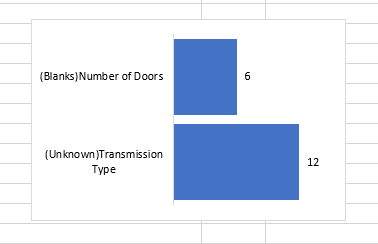 (Blanks)Number of Doors
6
(Unknown)Transmission
Type
12